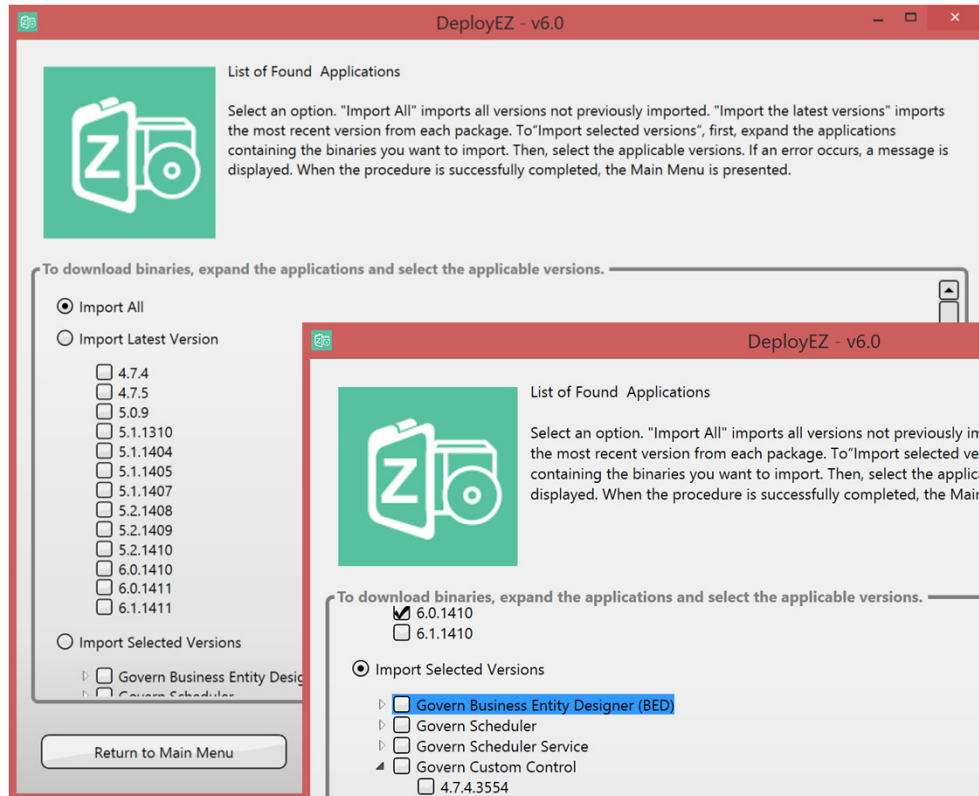 DeployEZ - v6.0
List of Found  Applications
Select an option. "Import All" imports all versions not previously imported. "Import the latest versions" imports
the most recent version from each package. To"Import selected versions", first, expand the applications
containing the binaries you want to import. Then, select the applicable versions. If an error occurs, a message is
displayed. When the procedure is successfully completed, the Main Menu is presented.
Z
To download binaries, expand the applications and select the applicable versions.
Import All
Import Latest Version
4.7.4
4.7.5
5.0.9
5.1.1310
5.1.1404
5.1.1405
5.1.1407
5.2.1408
5.2.1409
5.2.1410
6.0.1410
6.0.1411
6.1.1411
Import Selected Versions
Govern Business Entity Desig
Govern Scheduler
Return to Main Menu
DeployEZ - v6.0
List of Found  Applications
Select an option. "Import All" imports all versions not previously im
the most recent version from each package. To"Import selected ve
containing the binaries you want to import. Then, select the applic
displayed. When the procedure is successfully completed, the Main
Z
To download binaries, expand the applications and select the applicable versions.
6.0.1410
6.1.1410
Import Selected Versions
Govern Business Entity Designer (BED)
Govern Scheduler
Govern Scheduler Service
Govern Custom Control
4.7.4.3554